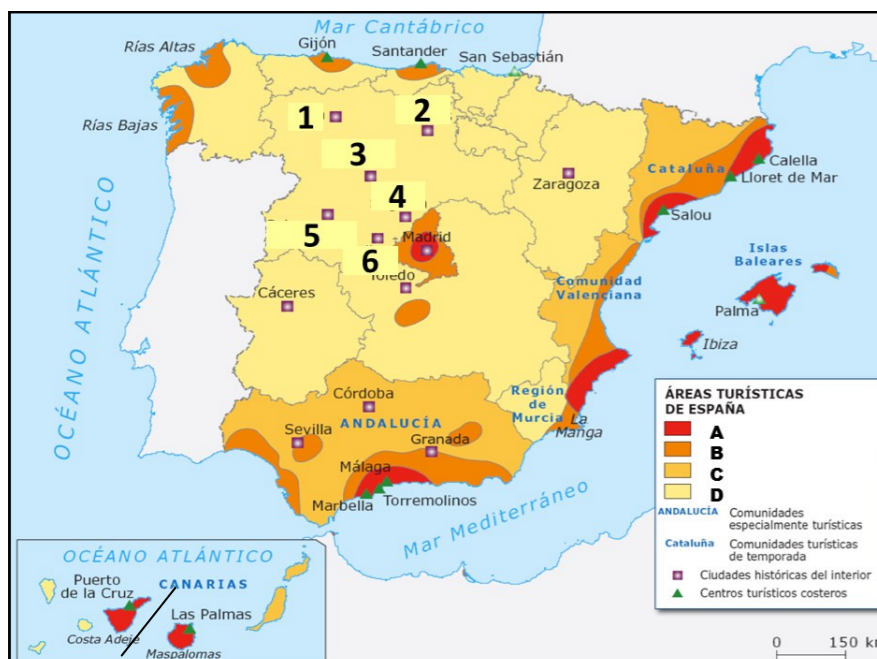 Mar Cantábrico
Rías Altas
Gijón
Santander
San Sebastián
1
2
Rías Bajas
3
Zaragoza
Cataluña
Calella
Lloret de Mar
4
Salou
5
Madrid
6
Islas
Baleares
Toledo
Comunidad
Valenciana
Cáceres
Palma
Ibiza
OCÉANO ATLÁNTICO
Córdoba
ANDALUCÍA
Región
de
Murcia
La
Manga
Sevilla
Granada
Málaga
Marbella
Torremolinos
Mar Mediterráneo
ÁREAS TURÍSTICAS
DE ESPAÑA
A
B
C
D
ANDALUCÍA Comunidades
especialmente turísticas
Cataluña Comunidades turísticas
de temporada
Ciudades históricas del interior
Centros turísticos costeros
OCÉANO ATLÁNTICO
Puerto
de la Cruz
CANARIAS
Las Palmas
Costa Adeje
Maspalomas
0 150 km